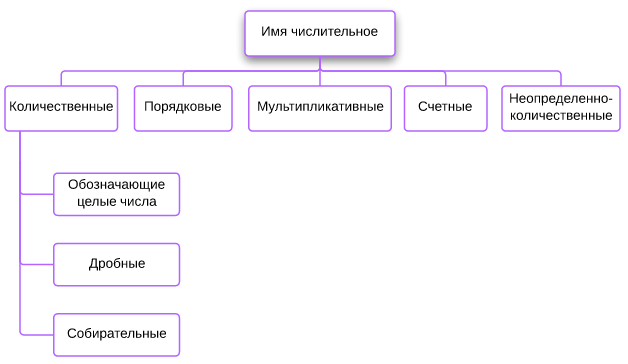 Имя числительное
Количественные
Порядковые
Мультипликативные
Счетные
Неопределенно-
количественные
Обозначающие
целые числа
Дробные
Собирательные